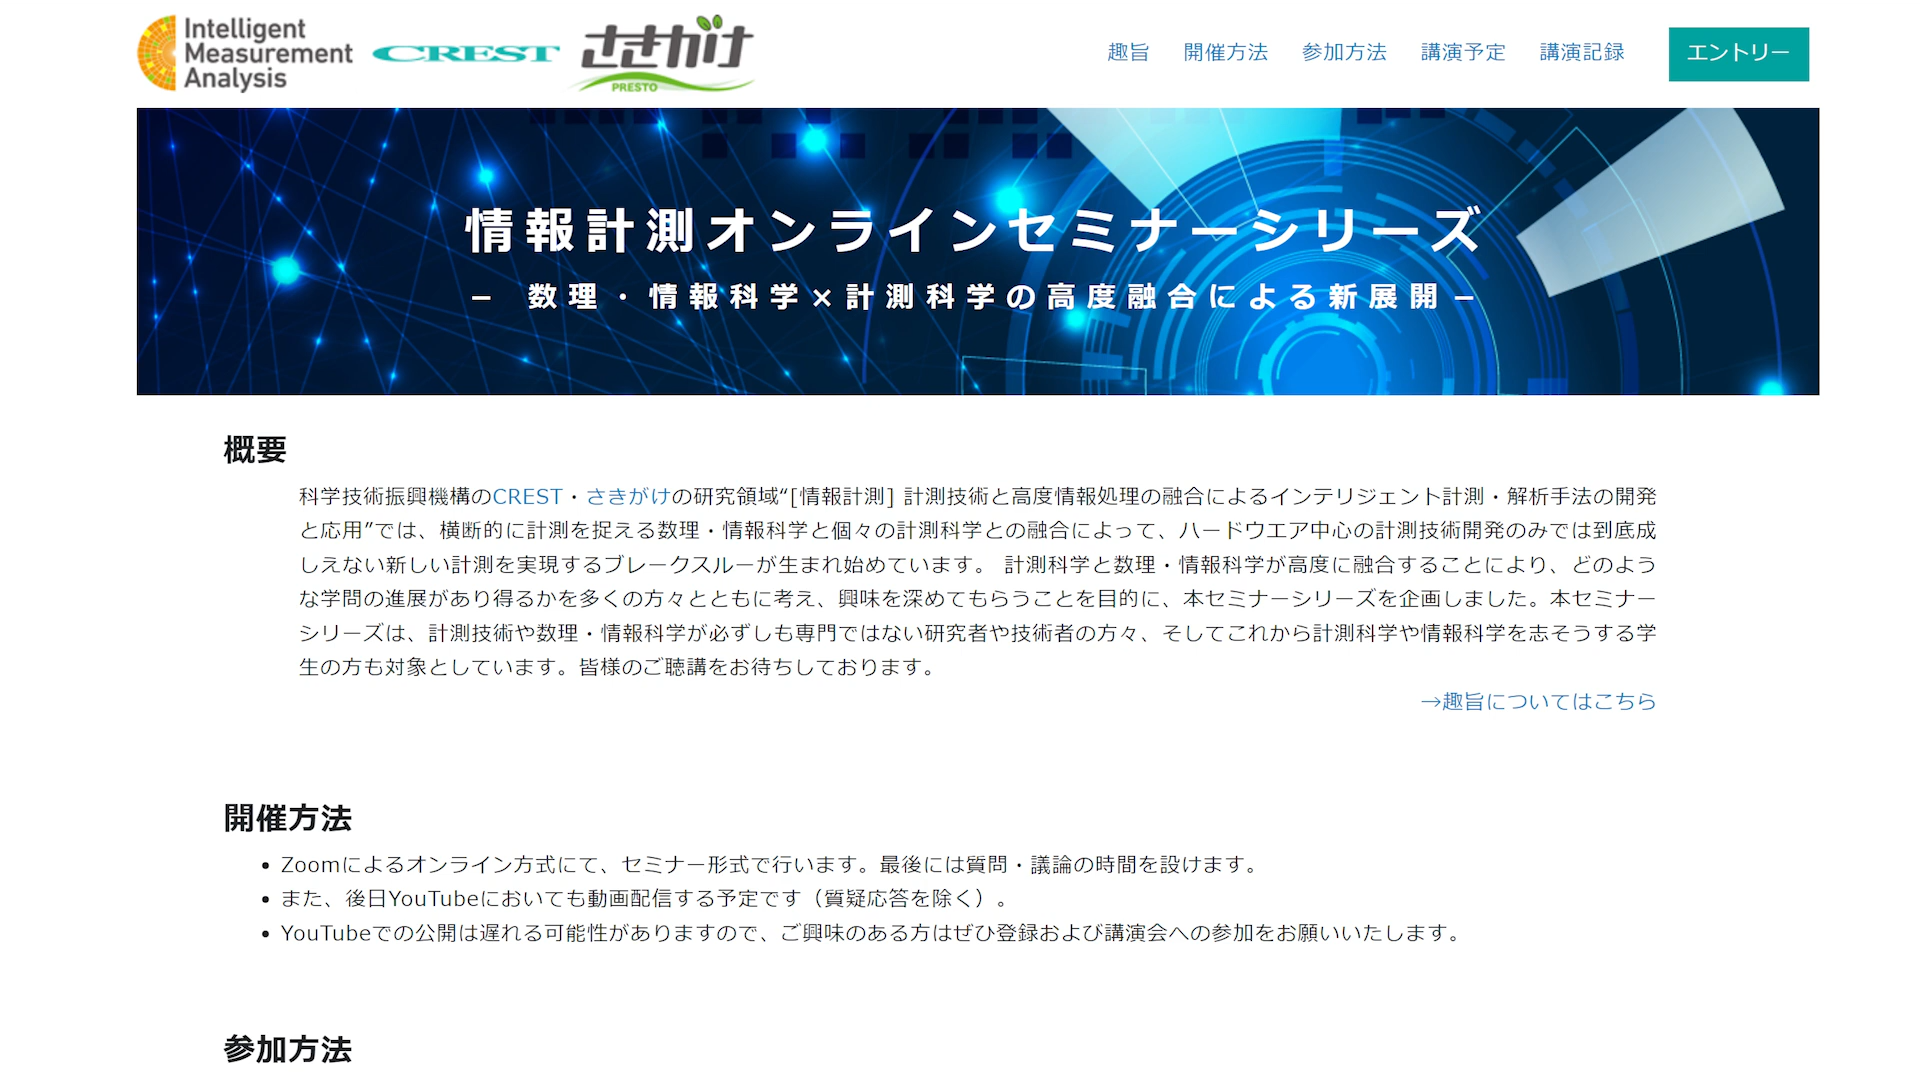 Intelligent
Measurement
Analysis
CREST
さきがけ
PRESTO
趣旨 開催方法 参加方法 講演予定 講演記録 エントリー
情報計測オンラインセミナーシリーズ
– 数理・情報科学×計測科学の高度融合による新展開 –
概要
科学技術振興機構のCREST・さきがけの研究領域“[情報計測] 計測技術と高度情報処理の融合によるインテリジェント計測・解析手法の開発
と応用”では、横断的に計測を捉える数理・情報科学と個々の計測科学との融合によって、ハードウエア中心の計測技術開発のみでは到底成
しえない新しい計測を実現するブレークスルーが生まれ始めています。 計測科学と数理・情報科学が高度に融合することにより、どのよう
な学問の進展があり得るかを多くの方々とともに考え、興味を深めてもらうことを目的に、本セミナーシリーズを企画しました。本セミナー
シリーズは、計測技術や数理・情報科学が必ずしも専門ではない研究者や技術者の方々、そしてこれから計測科学や情報科学を志そうする学
生の方も対象としています。皆様のご聴講をお待ちしております。
→趣旨についてはこちら
開催方法
• Zoomによるオンライン方式にて、セミナー形式で行います。最後には質問・議論の時間を設けます。
• また、後日YouTubeにおいても動画配信する予定です（質疑応答を除く）。
• YouTubeでの公開は遅れる可能性がありますので、ご興味のある方はぜひ登録および講演会への参加をお願いいたします。
参加方法